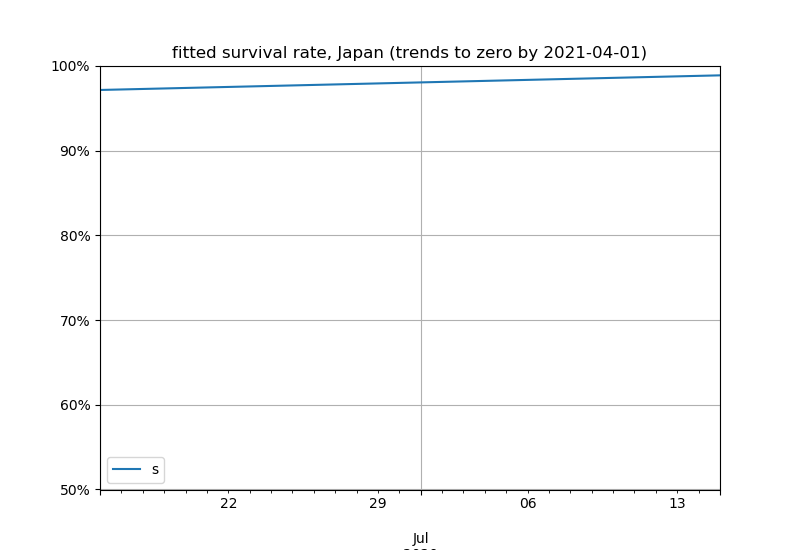 fitted survival rate, Japan (trends to zero by 2021-04-01)
100%
90%
80%
70%
60%
50%
s
22 29 06 13
Jul
2020